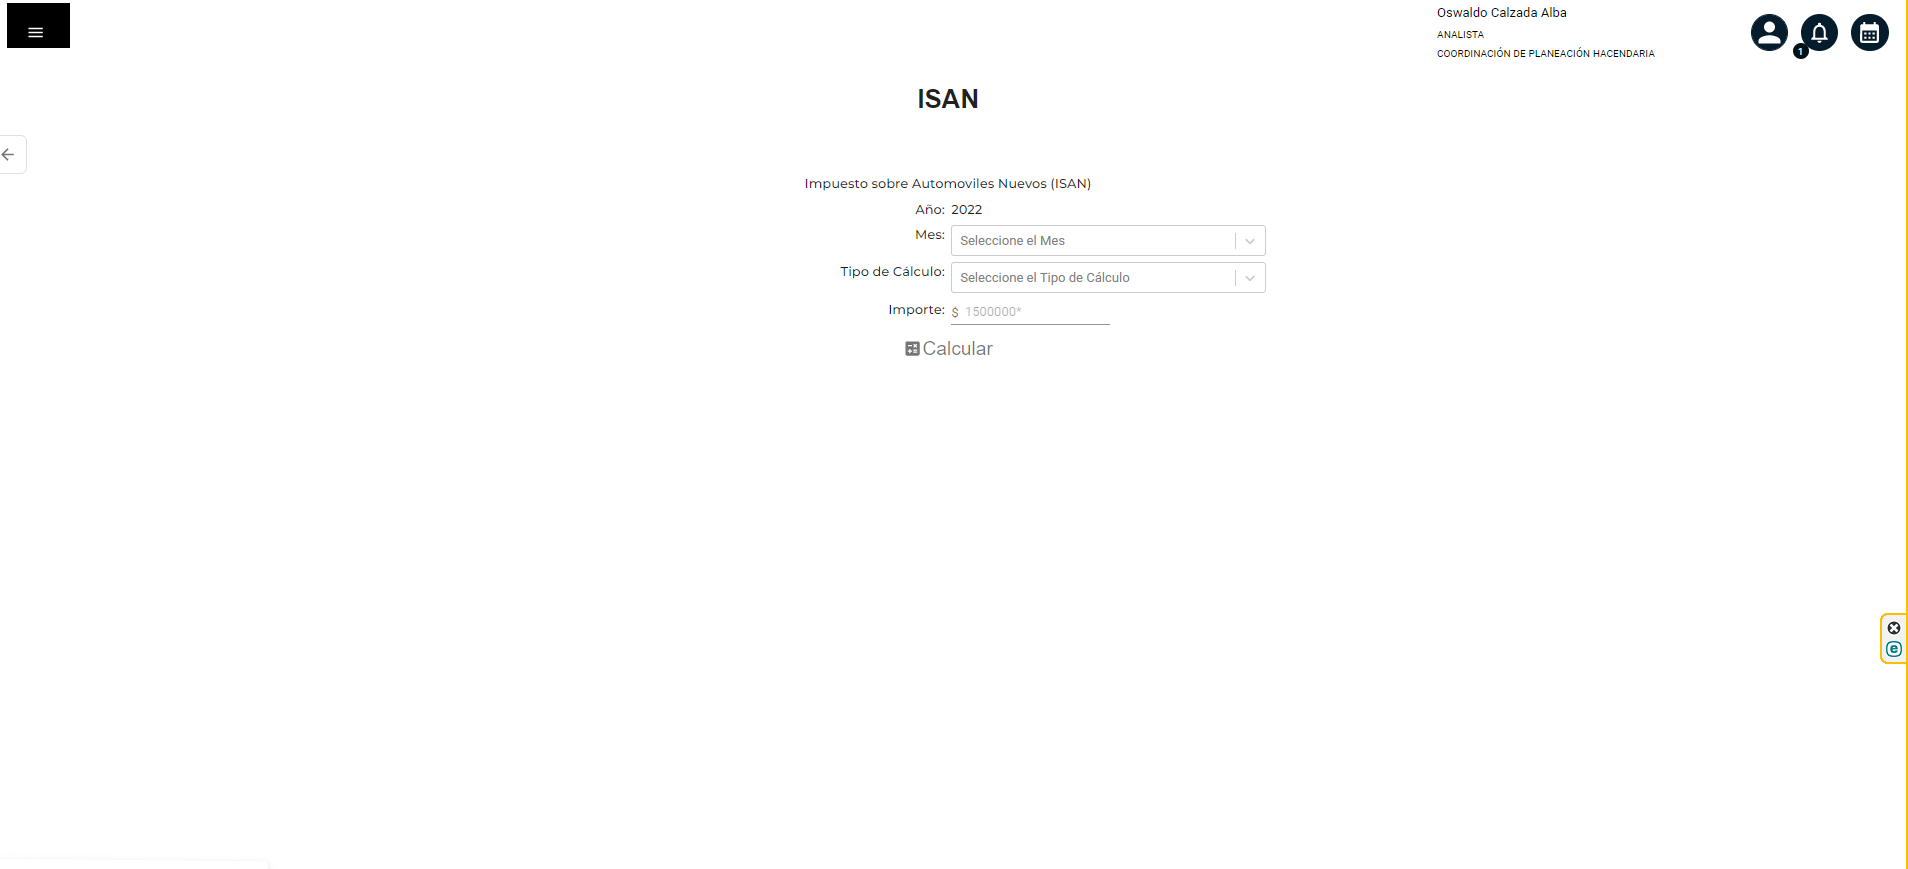 Oswaldo Calzada Alba
ANALISTA
COORDINACIÓN DE PLANEACIÓN HACENDARIA
1
ISAN
Impuesto sobre Automoviles Nuevos (ISAN)
Año: 2022
Mes: Seleccione el Mes
Tipo de Cálculo: Seleccione el Tipo de Cálculo
Importe: $ 1500000*
Calcular
e